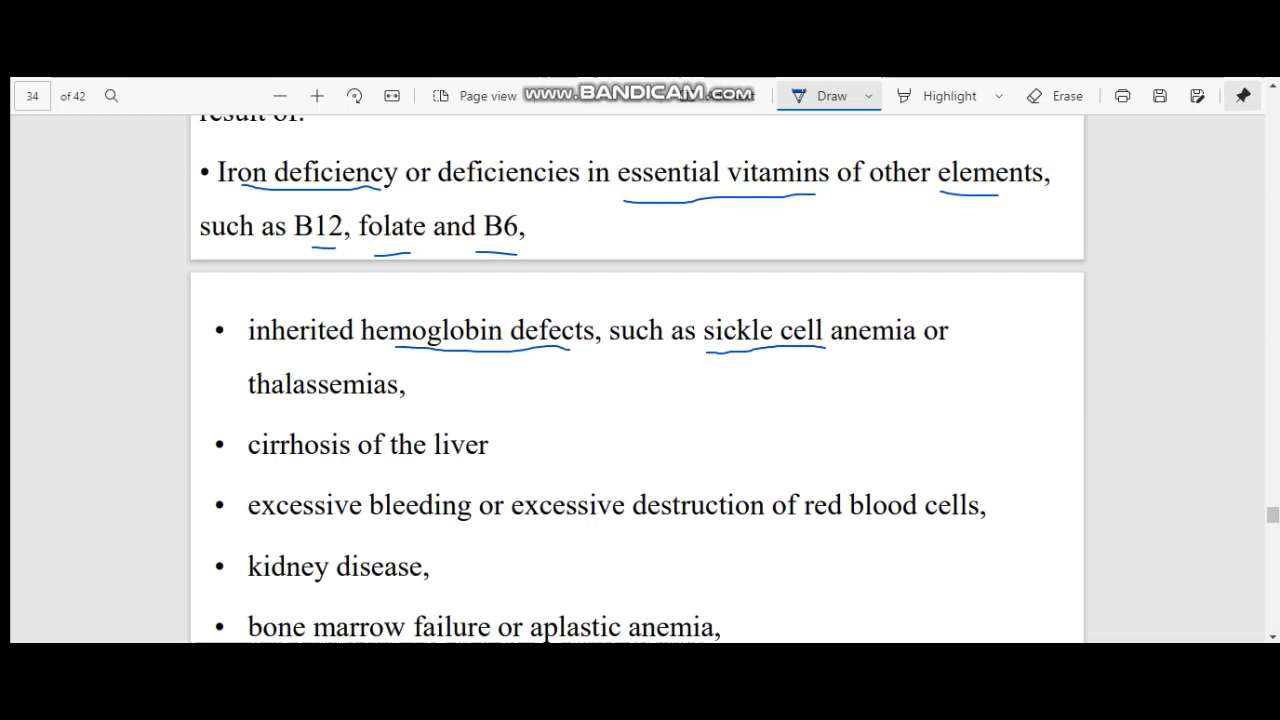 www.BANDICAM.com
34 of 42 Page view Draw Highlight Erase
result of:
• Iron deficiency or deficiencies in essential vitamins of other elements,
such as B12, folate and B6,
• inherited hemoglobin defects, such as sickle cell anemia or
thalassemias,
• cirrhosis of the liver
• excessive bleeding or excessive destruction of red blood cells,
• kidney disease,
• bone marrow failure or aplastic anemia,